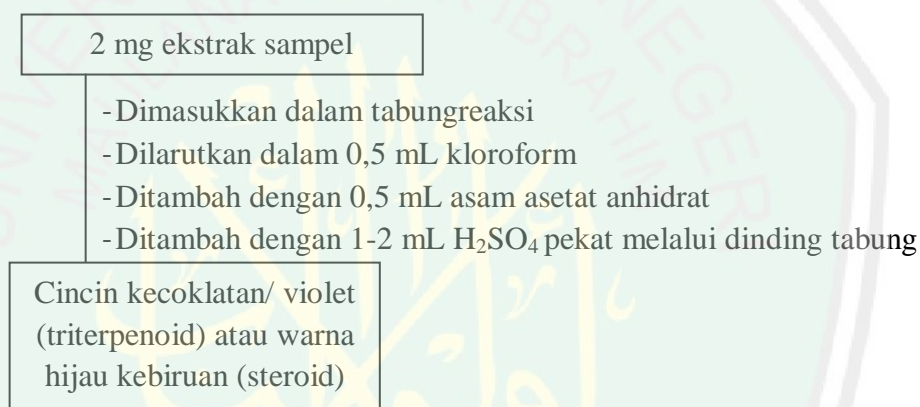 2 mg ekstrak sampel
-Dimasukkan dalam tabungreaksi
-Dilarutkan dalam 0,5 mL kloroform
-Ditambah dengan 0,5 mL asam asetat anhidrat
-Ditambah dengan 1-2 mL H₂SO₄ pekat melalui dinding tabung
Cincin kecoklatan/ violet
(triterpenoid) atau warna
hijau kebiruan (steroid)